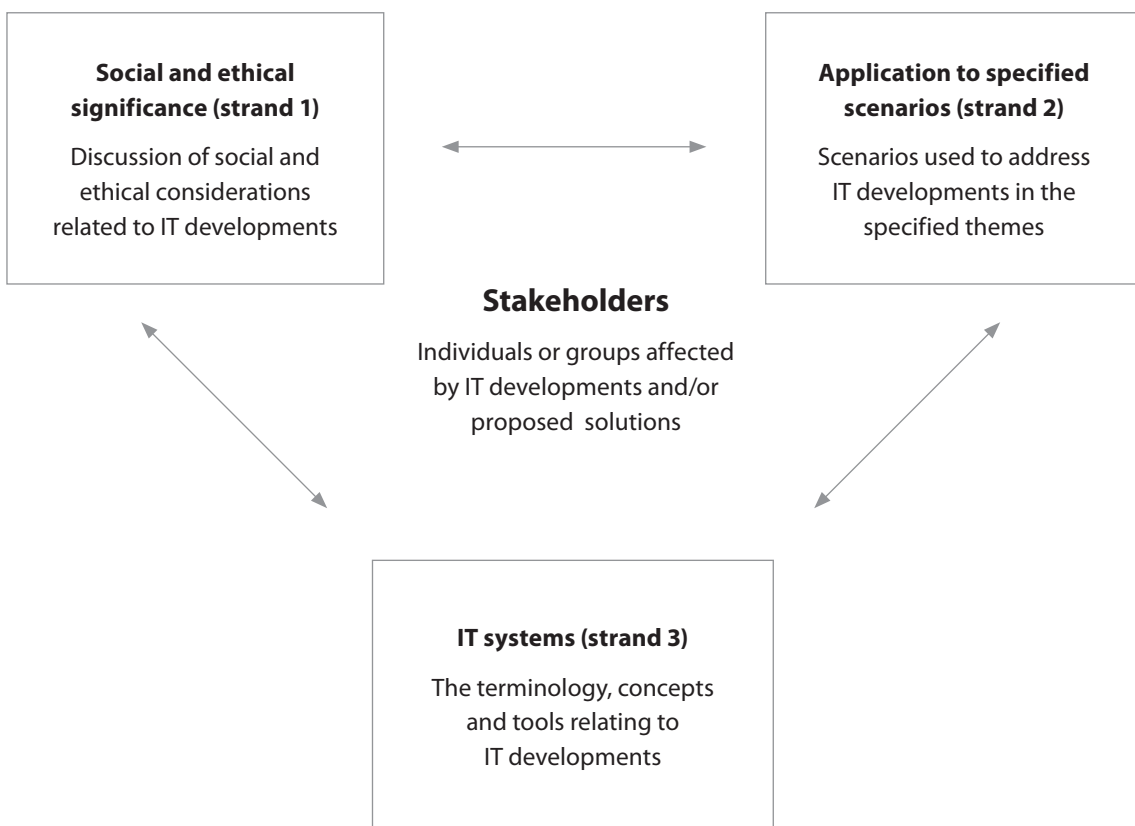 Social and ethical
significance (strand 1)
Discussion of social and
ethical considerations
related to IT developments
Application to specified
scenarios (strand 2)
Scenarios used to address
IT developments in the
specified themes
Stakeholders
Individuals or groups affected
by IT developments and/or
proposed solutions
IT systems (strand 3)
The terminology, concepts
and tools relating to
IT developments